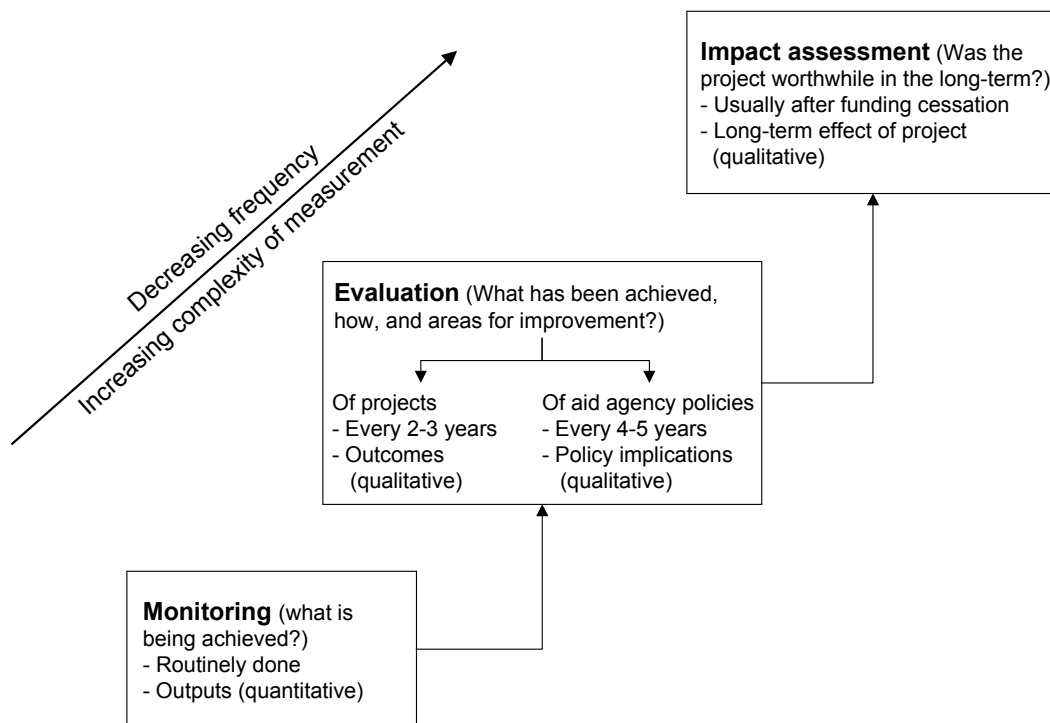 Impact assessment (Was the
project worthwhile in the long-term?)
- Usually after funding cessation
- Long-term effect of project
(qualitative)
Decreasing frequency
Increasing complexity of measurement
Evaluation (What has been achieved,
how, and areas for improvement?)
Of projects
- Every 2-3 years
- Outcomes
(qualitative)
Of aid agency policies
- Every 4-5 years
- Policy implications
(qualitative)
Monitoring (what is
being achieved?)
- Routinely done
- Outputs (quantitative)